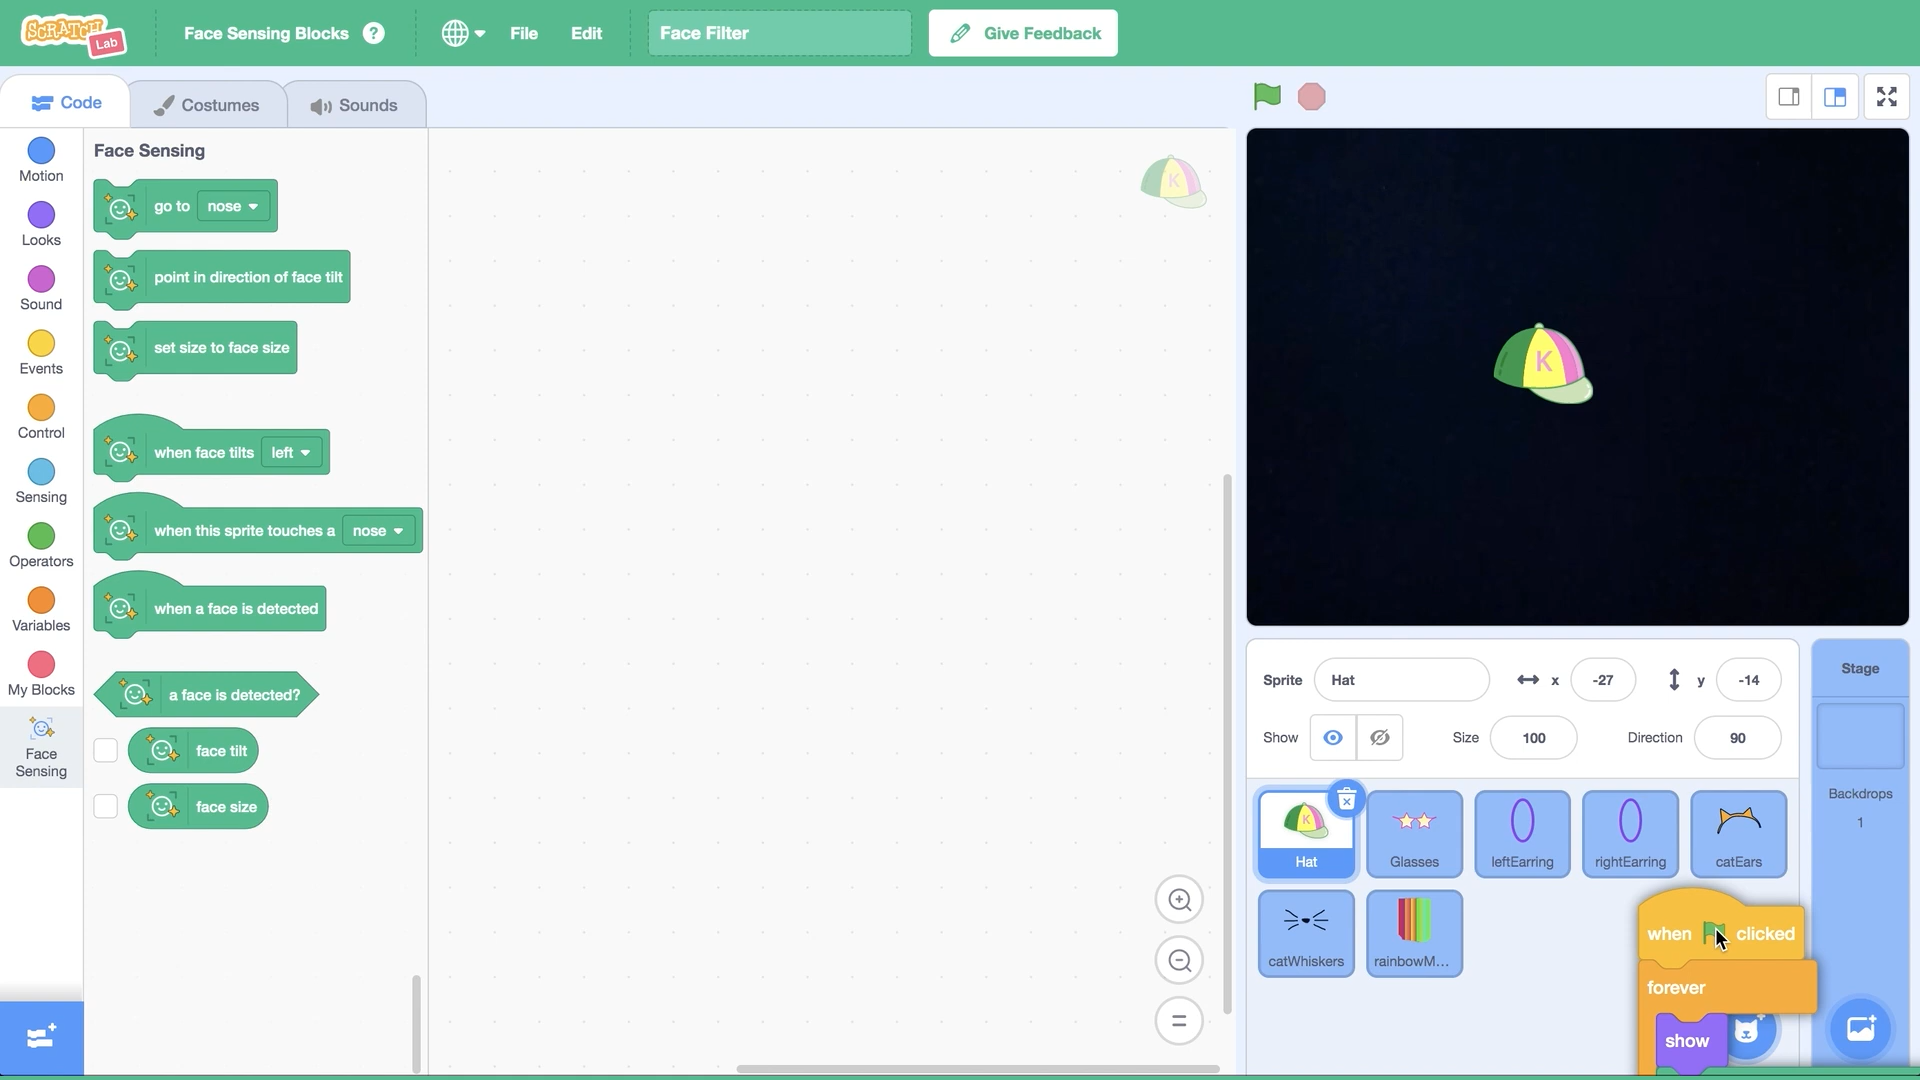 SCRATCH Lab
Face Sensing Blocks ?
File
Edit
Face Filter
Give Feedback
Code
Costumes
Sounds
Motion
Looks
Sound
Events
Control
Sensing
Operators
Variables
My Blocks
Face
Sensing
Face Sensing
go to nose
point in direction of face tilt
set size to face size
when face tilts left
when this sprite touches a nose
when a face is detected
a face is detected?
face tilt
face size
K
K
Sprite Hat x -27 y -14
Show Size 100 Direction 90
K
Hat
Glasses
leftEarring
rightEarring
catEars
catWhiskers
rainbowM...
Stage
Backdrops
1
when clicked
forever
show